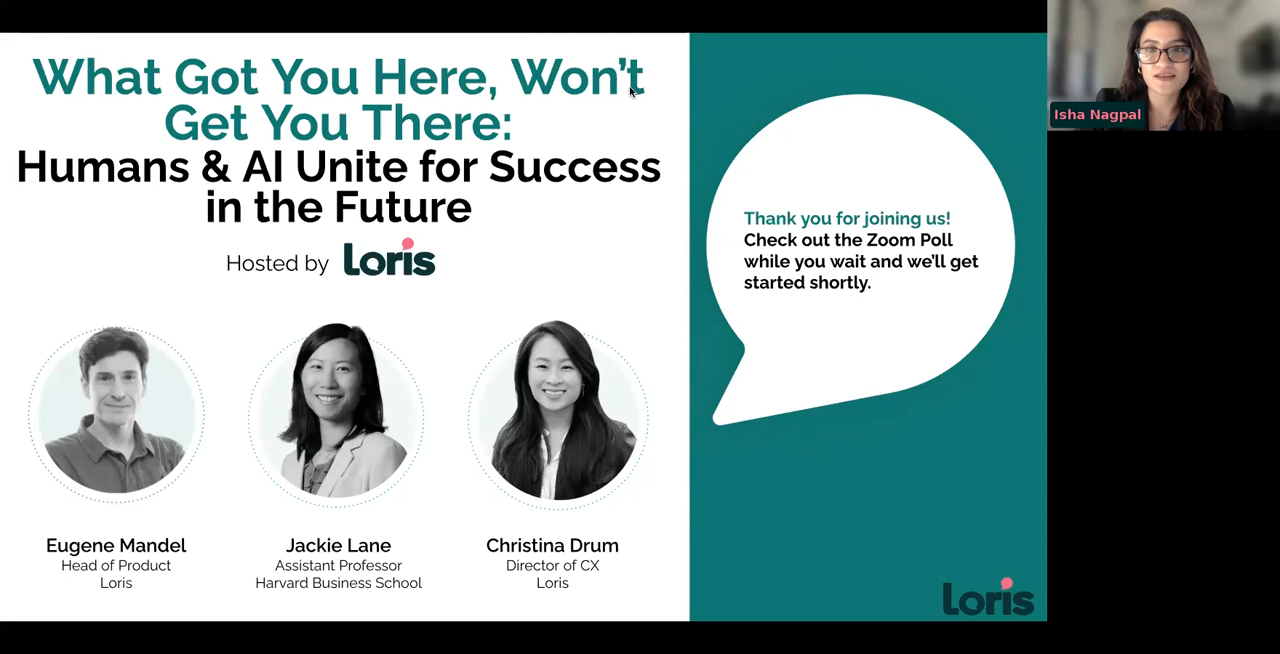 What Got You Here, Won't
Get You There:
Humans & AI Unite for Success
in the Future
Hosted by Loris
Thank you for joining us!
Check out the Zoom Poll
while you wait and we'll get
started shortly.
Isha Nagpal
Eugene Mandel
Head of Product
Loris
Jackie Lane
Assistant Professor
Harvard Business School
Christina Drum
Director of CX
Loris
Loris